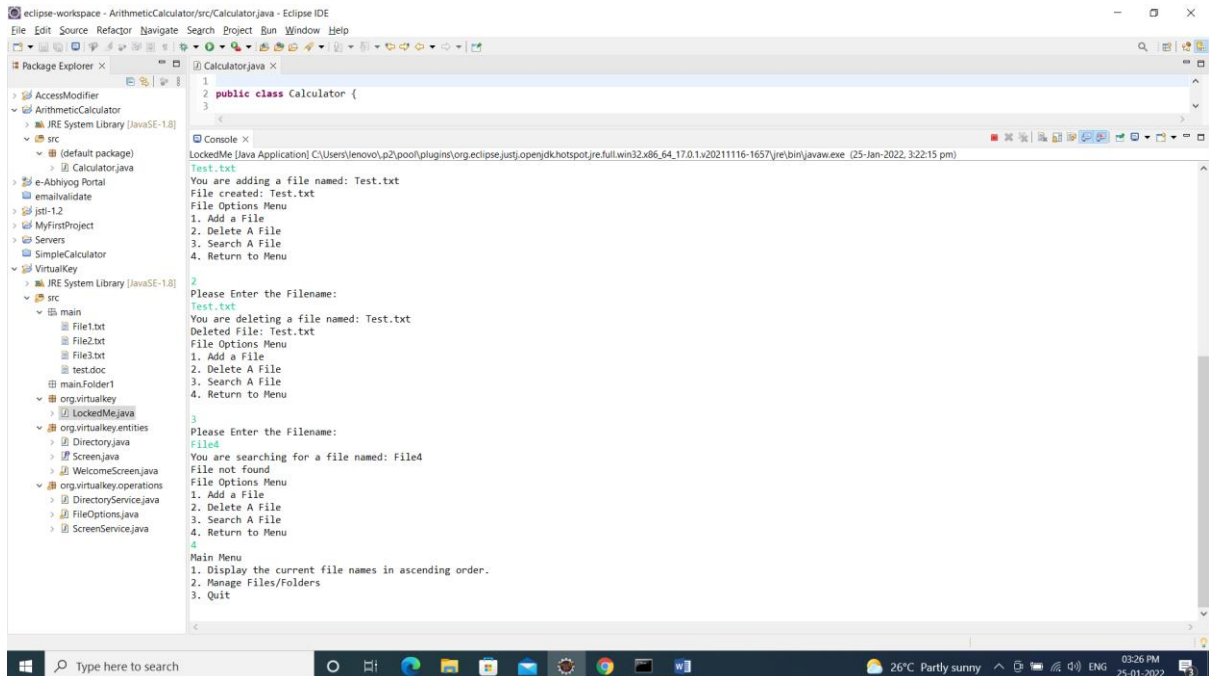 eclipse-workspace - ArithmeticCalculator/src/Calculator.java - Eclipse IDE
File Edit Source Refactor Navigate Search Project Run Window Help
Package Explorer
AccessModifier
ArithmeticCalculator
JRE System Library [JavaSE-1.8]
src
(default package)
Calculator.java
e-Abhiyog Portal
emailvalidate
jstl-1.2
MyFirstProject
Servers
SimpleCalculator
VirtualKey
JRE System Library [JavaSE-1.8]
src
main
File1.txt
File2.txt
File3.txt
test.doc
main.Folder1
org.virtualkey
LockedMe.java
org.virtualkey.entities
Directory.java
Screen.java
WelcomeScreen.java
org.virtualkey.operations
DirectoryService.java
FileOptions.java
ScreenService.java
Calculator.java
1
2 public class Calculator {
3
Console
LockedMe [Java Application] C:\Users\lenovo\.p2\pool\plugins\org.eclipse.justj.openjdk.hotspot.jre.full.win32.x86_64_17.0.1.v20211116-1657\jre\bin\javaw.exe (25-Jan-2022, 3:22:15 pm)
Test.txt
You are adding a file named: Test.txt
File created: Test.txt
File Options Menu
1. Add a File
2. Delete A File
3. Search A File
4. Return to Menu
2
Please Enter the Filename:
Test.txt
You are deleting a file named: Test.txt
Deleted File: Test.txt
File Options Menu
1. Add a File
2. Delete A File
3. Search A File
4. Return to Menu
3
Please Enter the Filename:
File4
You are searching for a file named: File4
File not found
File Options Menu
1. Add a File
2. Delete A File
3. Search A File
4. Return to Menu
4
Main Menu
1. Display the current file names in ascending order.
2. Manage Files/Folders
3. Quit
Type here to search
26°C Partly sunny
ENG
03:26 PM
25-01-2022